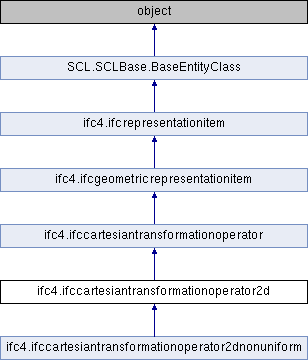 object
SCL.SCLBase.BaseEntityClass
ifc4.ifcrepresentationitem
ifc4.ifcgeometricrepresentationitem
ifc4.ifccartesiantransformationoperator
ifc4.ifccartesiantransformationoperator2d
ifc4.ifccartesiantransformationoperator2dnonuniform